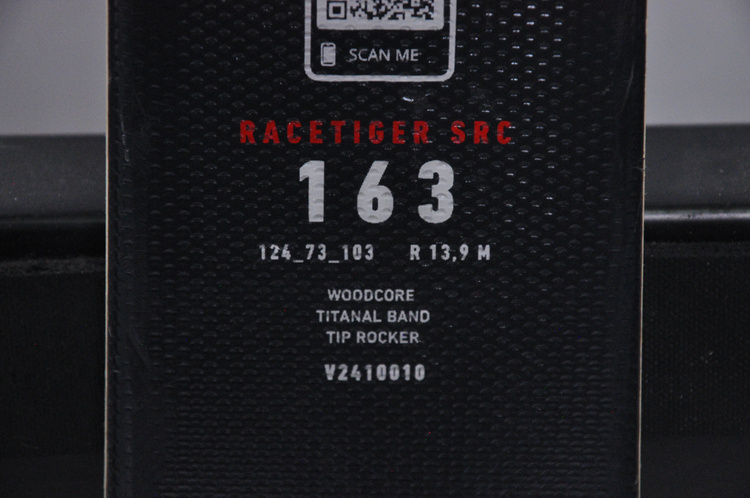 SCAN ME
RACETIGER SRC
163
124_73_103 R 13,9 M
WOODCORE
TITANAL BAND
TIP ROCKER
V2410010